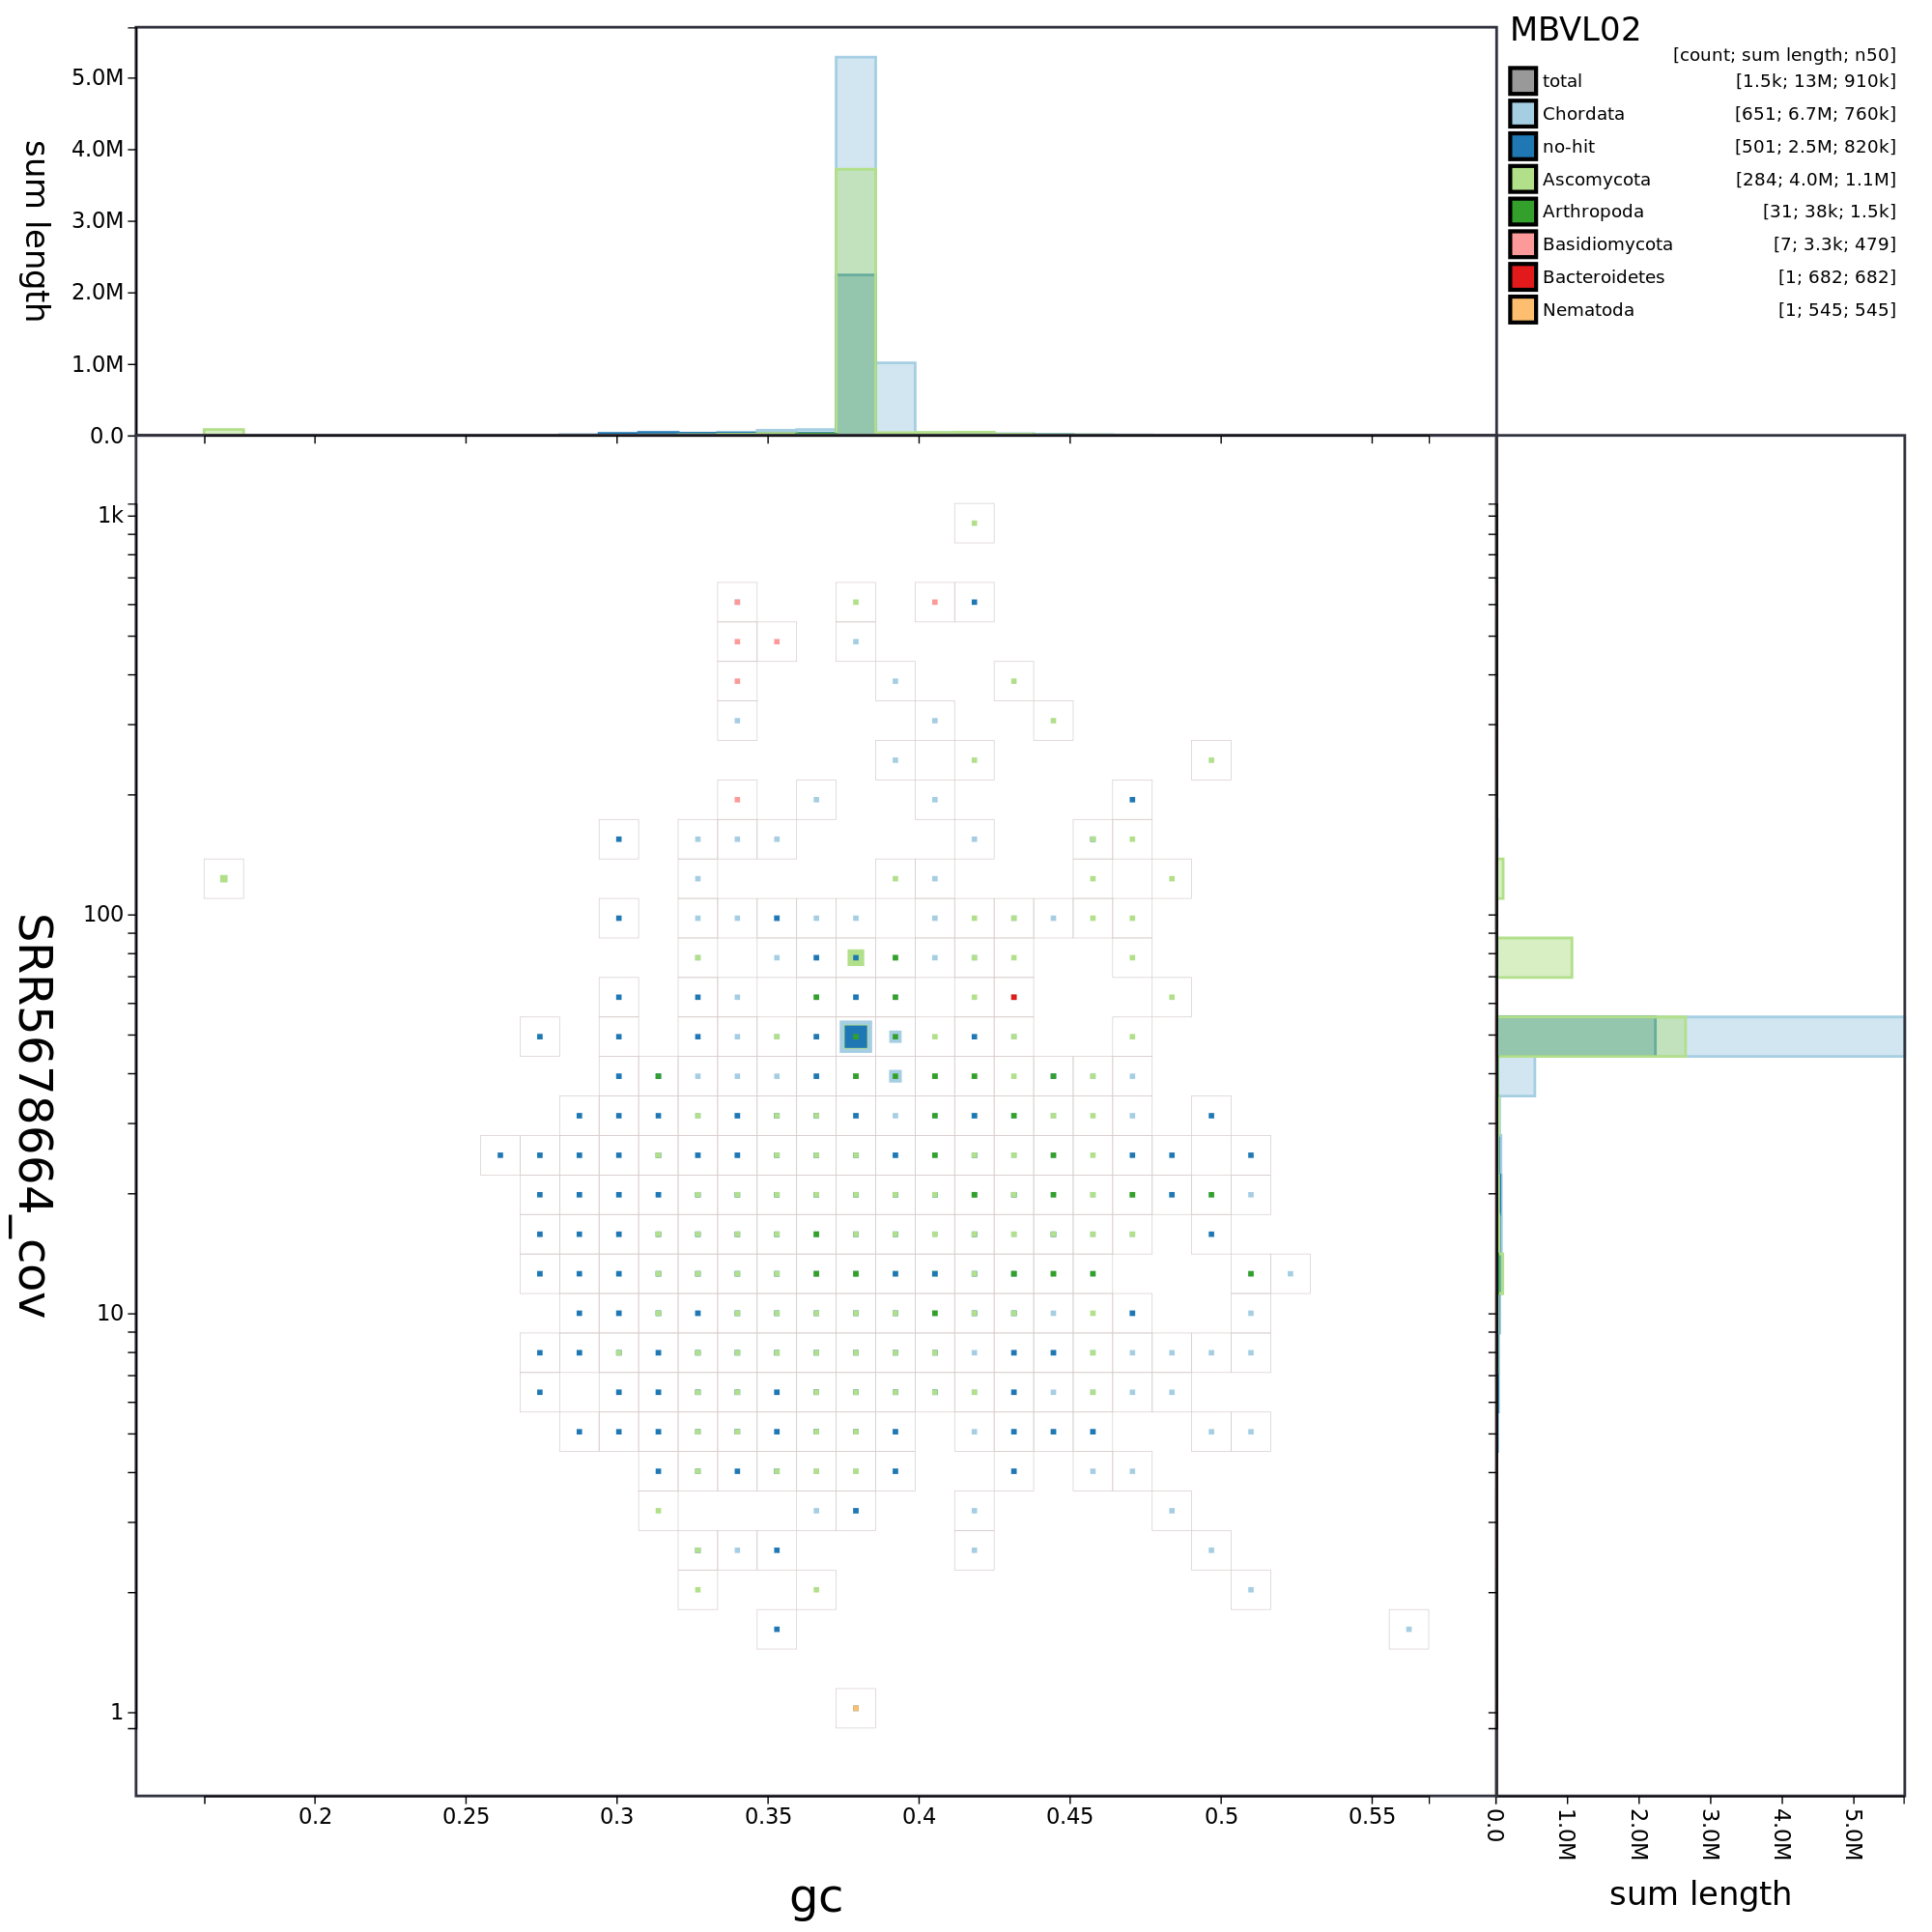 MBVL02
[count; sum length; n50]
total [1.5k; 13M; 910k]
Chordata [651; 6.7M; 760k]
no-hit [501; 2.5M; 820k]
Ascomycota [284; 4.0M; 1.1M]
Arthropoda [31; 38k; 1.5k]
Basidiomycota [7; 3.3k; 479]
Bacteroidetes [1; 682; 682]
Nematoda [1; 545; 545]
sum length
5.0M
4.0M
3.0M
2.0M
1.0M
0.0
SRR5678664_cov
1k
100
10
1
0.2 0.25 0.3 0.35 0.4 0.45 0.5 0.55
gc
0.0 1.0M 2.0M 3.0M 4.0M 5.0M
sum length